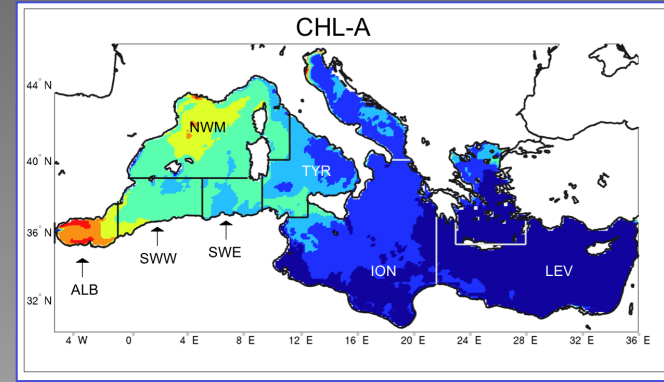 CHL-A
44° N
NWM
40° N
TYR
36° N
SWW
SWE
ION
LEV
ALB
32° N
4° W 0° 4° E 8° E 12° E 16° E 20° E 24° E 28° E 32° E 36° E